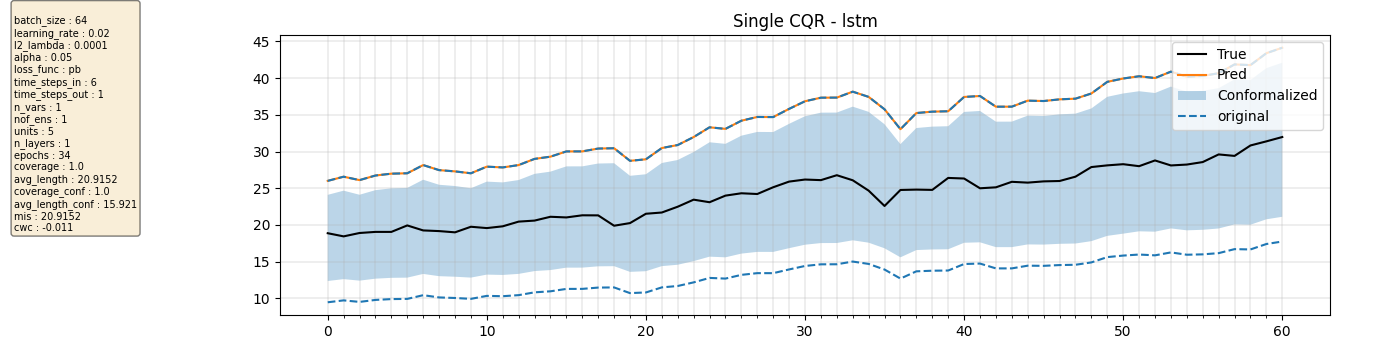 batch_size : 64
learning_rate : 0.02
l2_lambda : 0.0001
alpha : 0.05
loss_func : pb
time_steps_in : 6
time_steps_out : 1
n_vars : 1
nof_ens : 1
units : 5
n_layers : 1
epochs : 34
coverage : 1.0
avg_length : 20.9152
coverage_conf : 1.0
avg_length_conf : 15.921
mis : 20.9152
cwc : -0.011
Single CQR - lstm
45
40
35
30
25
20
15
10
True
Pred
Conformalized
original
0 10 20 30 40 50 60